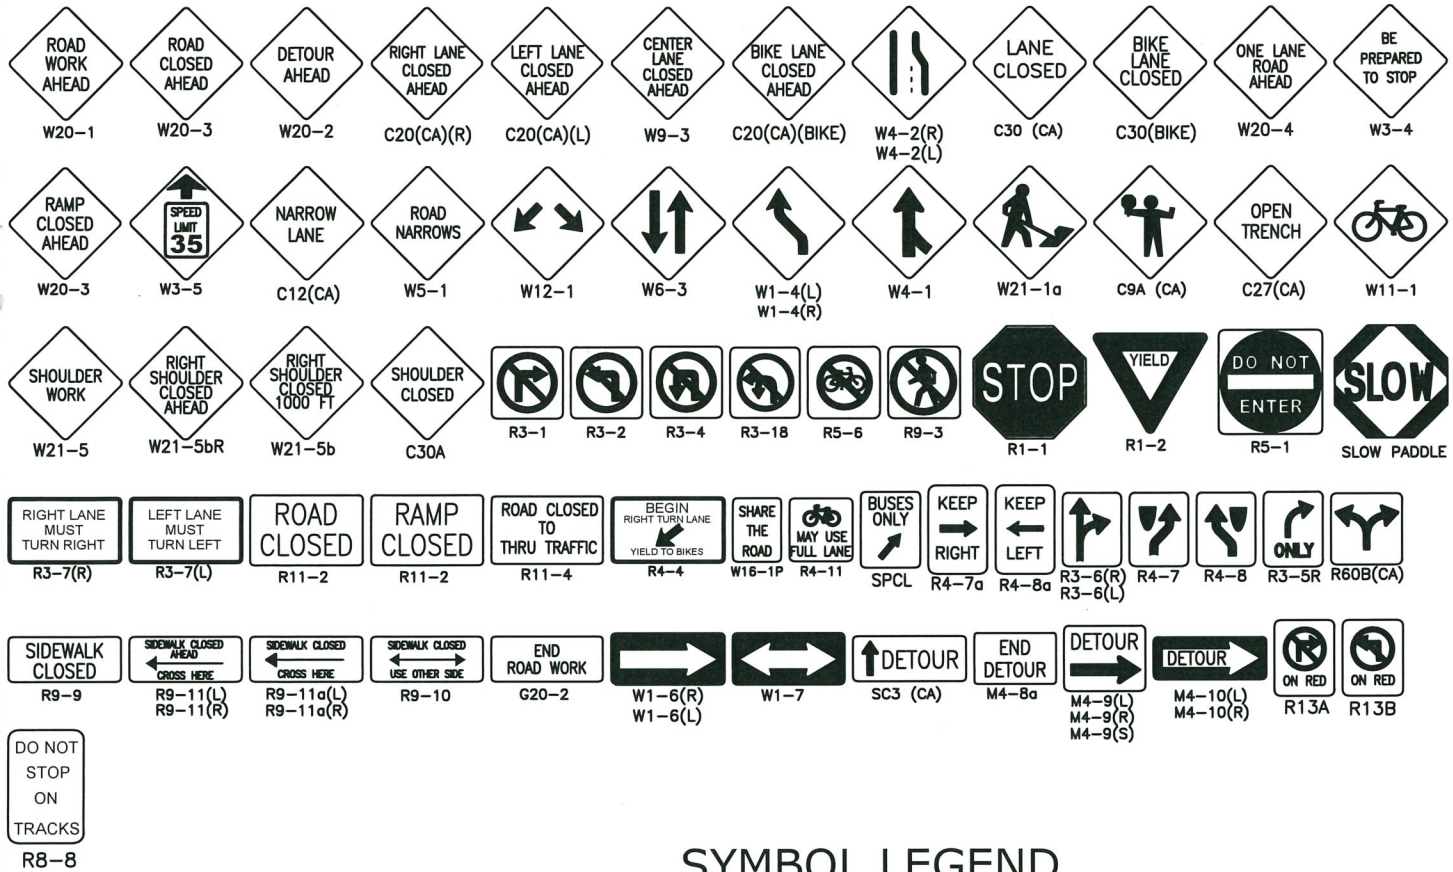 ROAD
WORK
AHEAD
W20-1
ROAD
CLOSED
AHEAD
W20-3
DETOUR
AHEAD
W20-2
RIGHT LANE
CLOSED
AHEAD
C20(CA)(R)
LEFT LANE
CLOSED
AHEAD
C20(CA)(L)
CENTER
LANE
CLOSED
AHEAD
W9-3
BIKE LANE
CLOSED
AHEAD
C20(CA)(BIKE)
W4-2(R)
W4-2(L)
LANE
CLOSED
C30 (CA)
BIKE
LANE
CLOSED
C30(BIKE)
ONE LANE
ROAD
AHEAD
W20-4
BE
PREPARED
TO STOP
W3-4
RAMP
CLOSED
AHEAD
W20-3
SPEED
LIMIT
35
W3-5
NARROW
LANE
C12(CA)
ROAD
NARROWS
W5-1
W12-1
W6-3
W1-4(L)
W1-4(R)
W4-1
W21-1a
C9A (CA)
OPEN
TRENCH
C27(CA)
W11-1
SHOULDER
WORK
W21-5
RIGHT
SHOULDER
CLOSED
AHEAD
W21-5bR
RIGHT
SHOULDER
CLOSED
1000 FT
W21-5b
SHOULDER
CLOSED
C30A
R3-1
R3-2
R3-4
R3-18
R5-6
R9-3
STOP
R1-1
YIELD
R1-2
DO NOT
ENTER
R5-1
SLOW
SLOW PADDLE
RIGHT LANE
MUST
TURN RIGHT
R3-7(R)
LEFT LANE
MUST
TURN LEFT
R3-7(L)
ROAD
CLOSED
R11-2
RAMP
CLOSED
R11-2
ROAD CLOSED
TO
THRU TRAFFIC
R11-4
BEGIN
RIGHT TURN LANE
YIELD TO BIKES
R4-4
SHARE
THE
ROAD
W16-1P
MAY USE
FULL LANE
R4-11
BUSES
ONLY
SPCL
KEEP
RIGHT
R4-7a
KEEP
LEFT
R4-8a
R3-6(R)
R3-6(L)
R4-7
R4-8
ONLY
R3-5R
R60B(CA)
SIDEWALK
CLOSED
R9-9
SIDEWALK CLOSED
AHEAD
CROSS HERE
R9-11(L)
R9-11(R)
SIDEWALK CLOSED
CROSS HERE
R9-11a(L)
R9-11a(R)
SIDEWALK CLOSED
USE OTHER SIDE
R9-10
END
ROAD WORK
G20-2
W1-6(R)
W1-6(L)
W1-7
DETOUR
SC3 (CA)
END
DETOUR
M4-8a
DETOUR
M4-9(L)
M4-9(R)
M4-9(S)
DETOUR
M4-10(L)
M4-10(R)
ON RED
R13A
ON RED
R13B
DO NOT
STOP
ON
TRACKS
R8-8
SYMBOL LEGEND